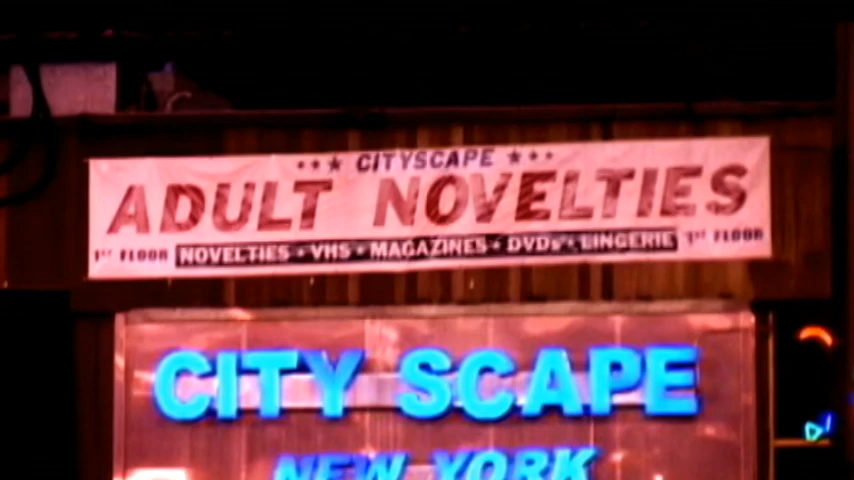 ★★★ CITYSCAPE ★★★
ADULT NOVELTIES
1ST FLOOR NOVELTIES • VHS • MAGAZINES • DVDs • LINGERIE 1ST FLOOR
CITY SCAPE
NEW YORK